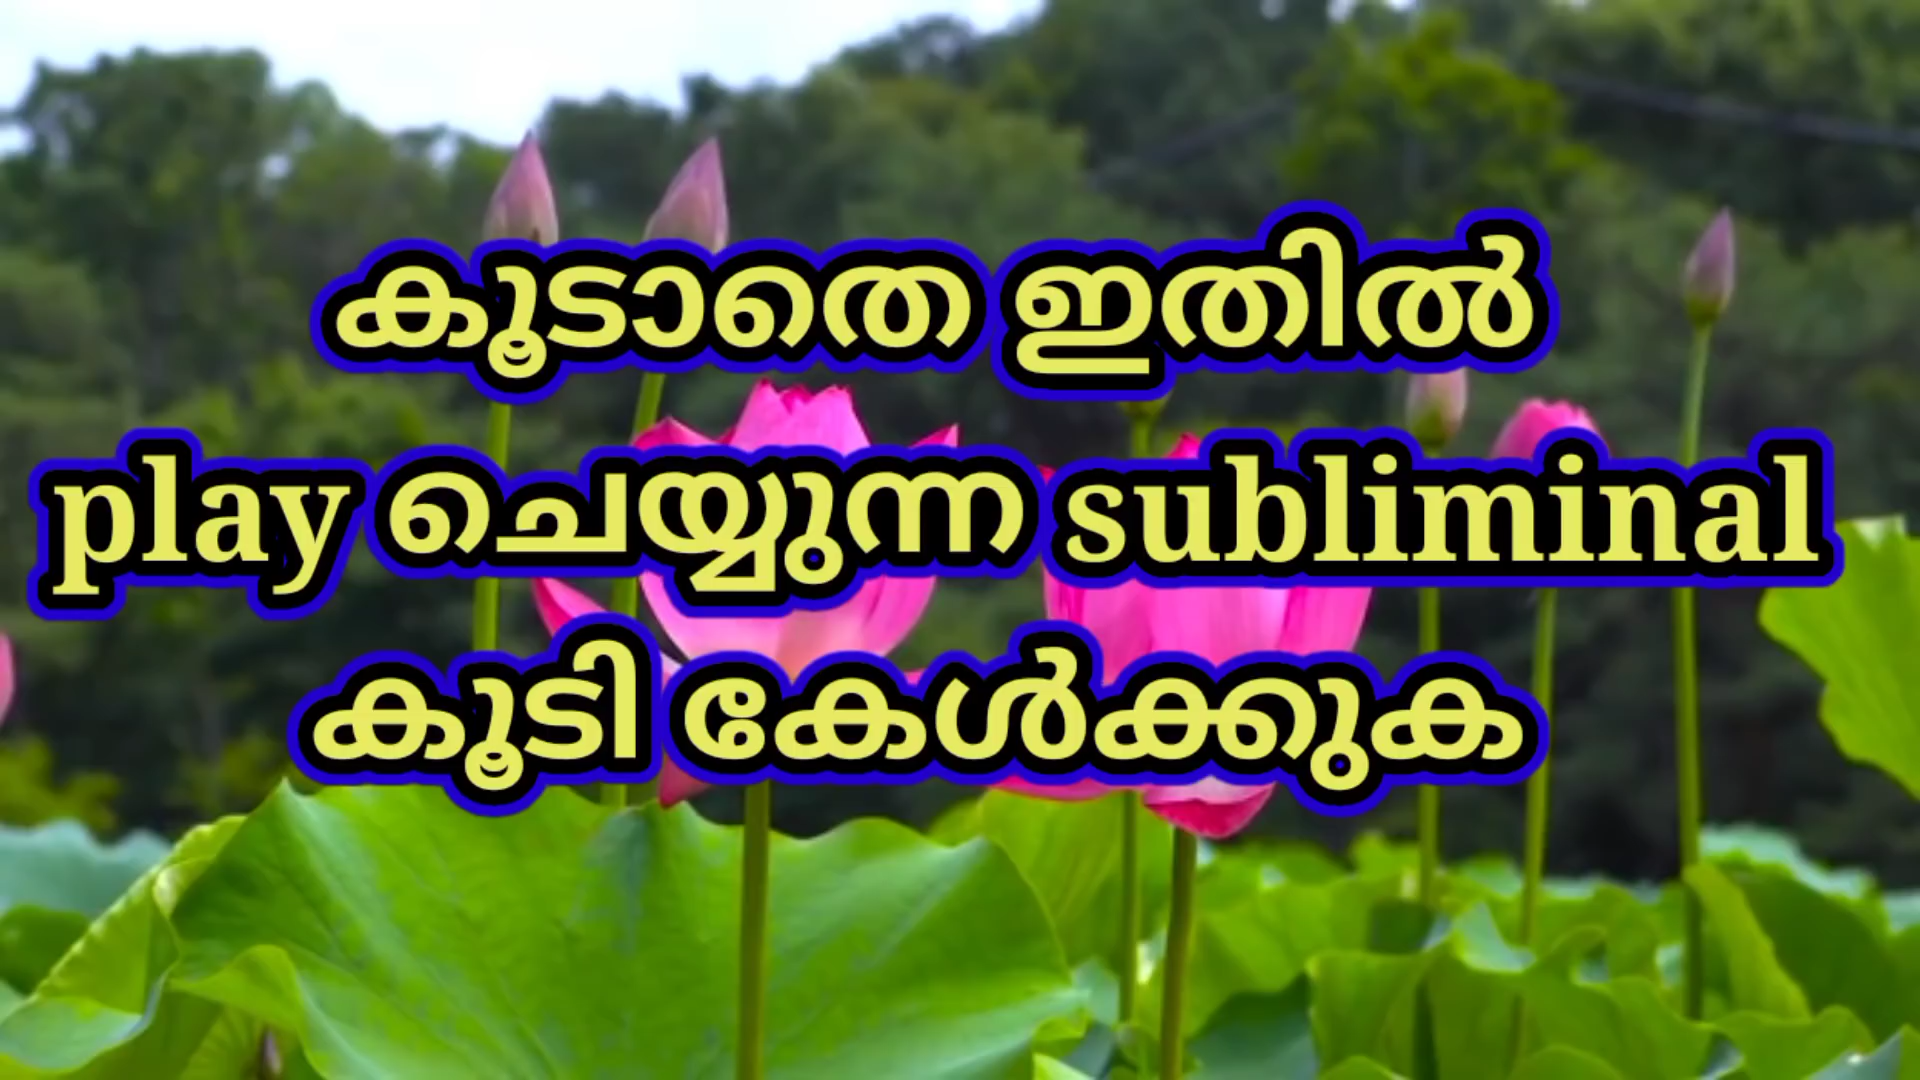 കൂടാതെ ഇതിൽ
play ചെയ്യുന്ന subliminal
കൂടി കേൾക്കുക